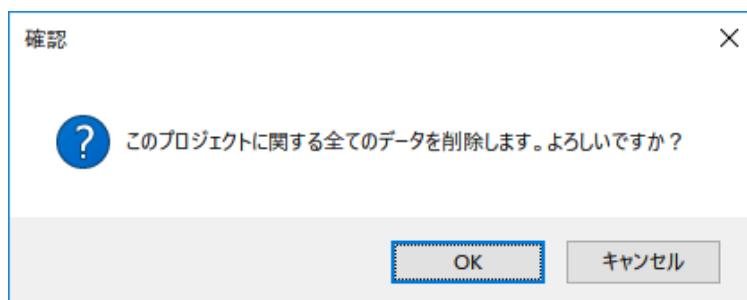 確認
このプロジェクトに関する全てのデータを削除します。よろしいですか？
OK
キャンセル